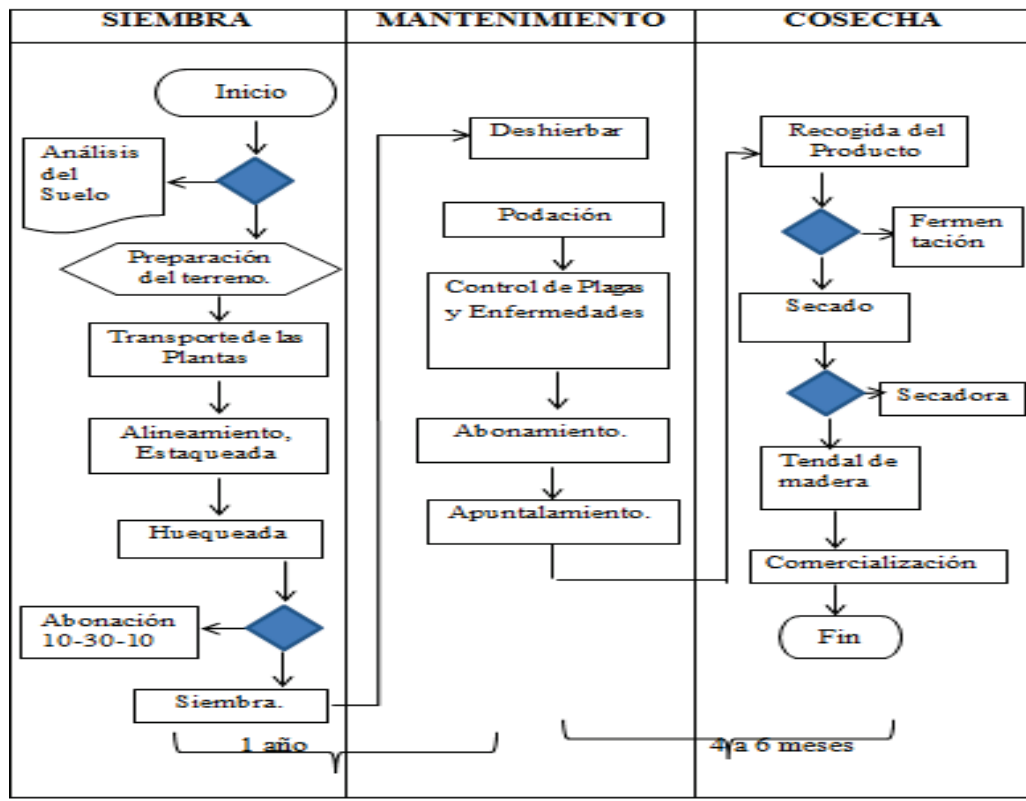 SIEMBRA
MANTENIMIENTO
COSECHA
Inicio
Análisis
del
Suelo
Preparación
del terreno.
Transporte de las
Plantas
Alineamiento,
Estaqueada
Huequeada
Abonación
10-30-10
Siembra.
Deshierbar
Podación
Control de Plagas
y Enfermedades
Abonamiento.
Apuntalamiento.
Recogida del
Producto
Fermen
tación
Secado
Secadora
Tendal de
madera
Comercialización
Fin
1 año
4 a 6 meses